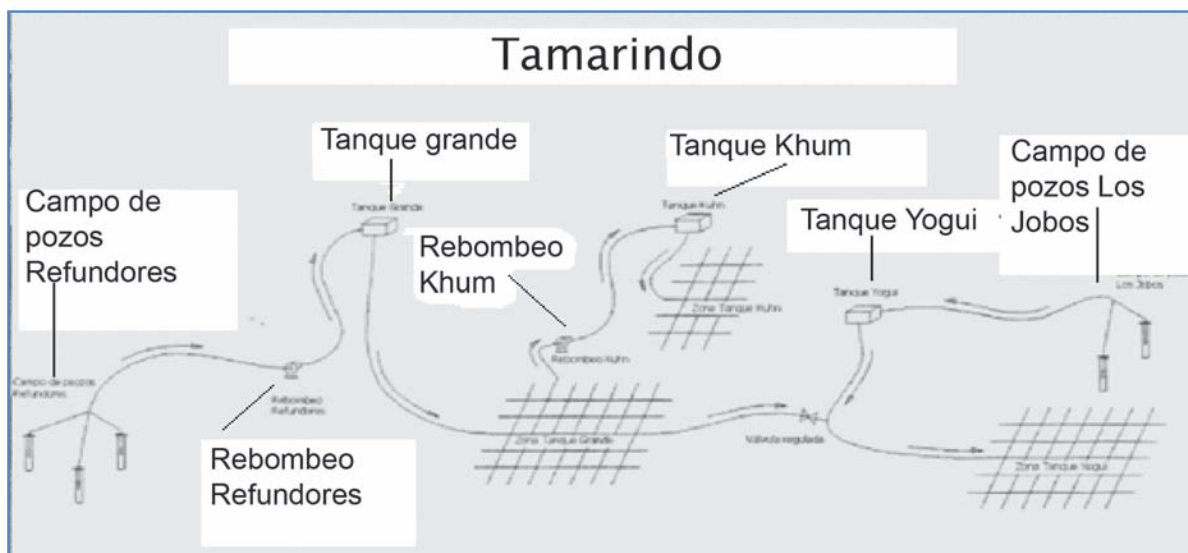 Tamarindo
Tanque grande
Tanque Khum
Campo de
pozos Los
Jobos
Campo de
pozos
Refundores
Tanque Yogui
Rebombeo
Khum
Tanque Grande
Tanque Kuhn
Los Jobos
Tanque Yogui
Zona Tanque Kuhn
Rebombeo Kuhn
Campo de pozos
Refundores
Rebombeo
Refundores
Zona Tanque Grande
Válvula regulada
Zona Tanque Yogui
Rebombeo
Refundores